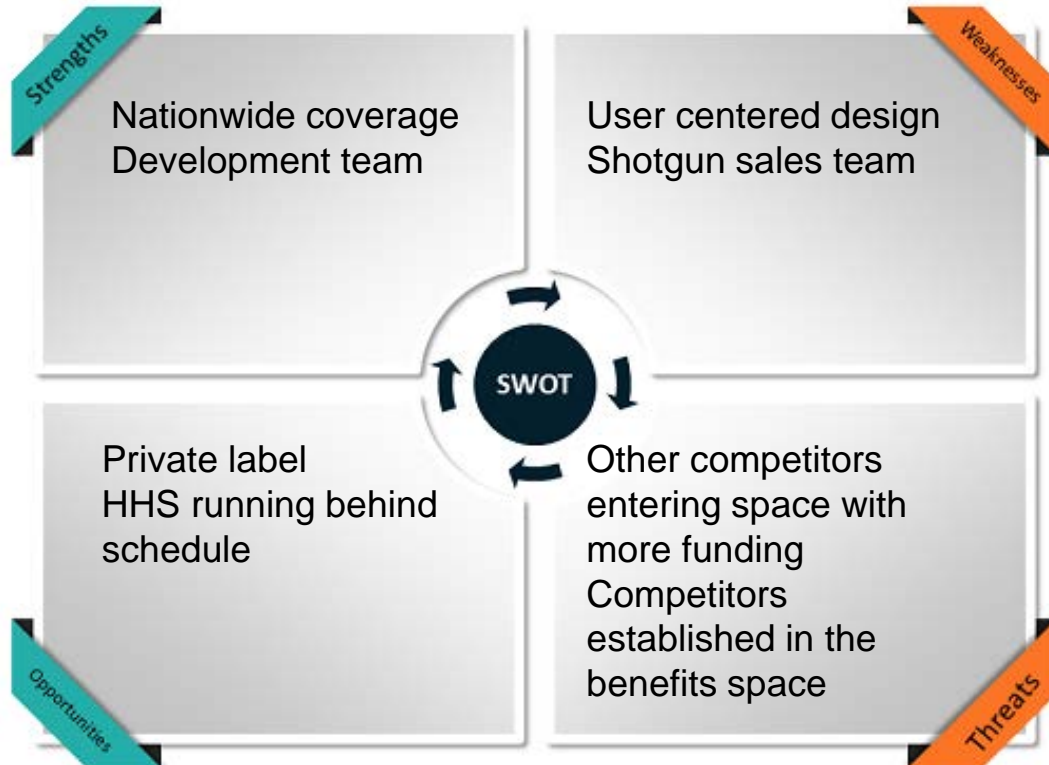 Strengths
Nationwide coverage
Development team
Weaknesses
User centered design
Shotgun sales team
SWOT
Opportunities
Private label
HHS running behind
schedule
Threats
Other competitors
entering space with
more funding
Competitors
established in the
benefits space